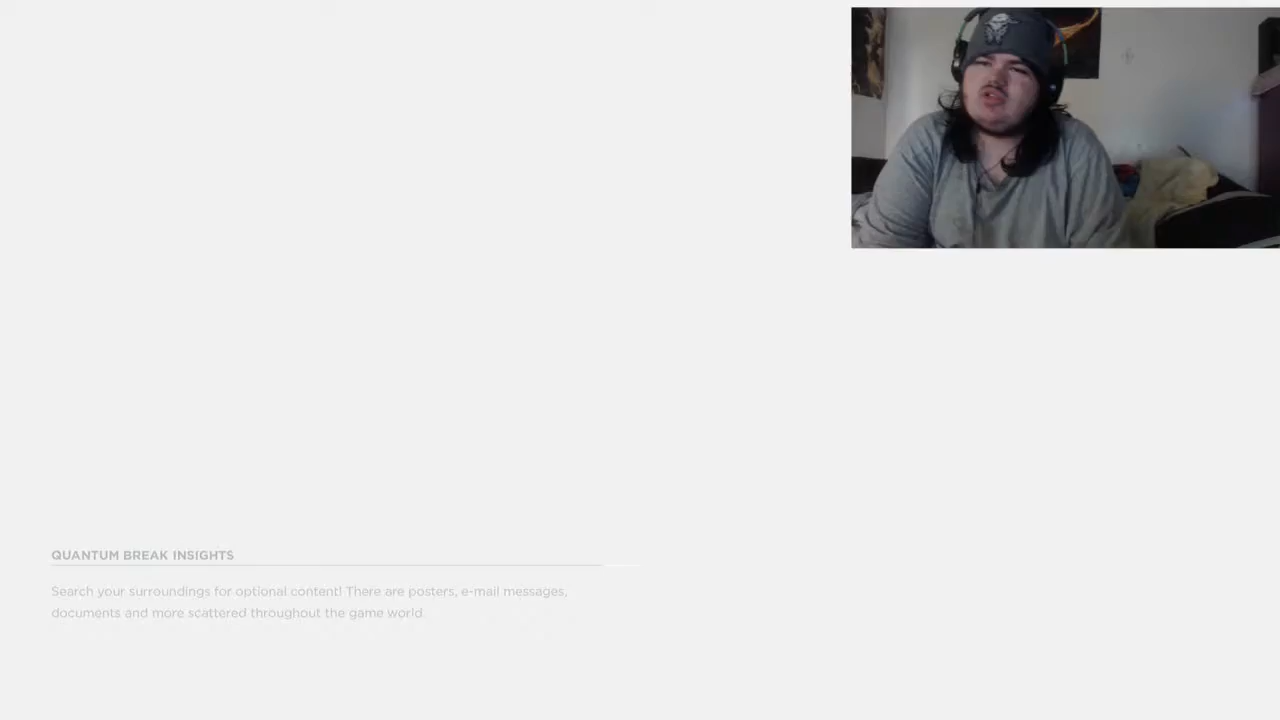 QUANTUM BREAK INSIGHTS
Search your surroundings for optional content! There are posters, e-mail messages,
documents and more scattered throughout the game world.